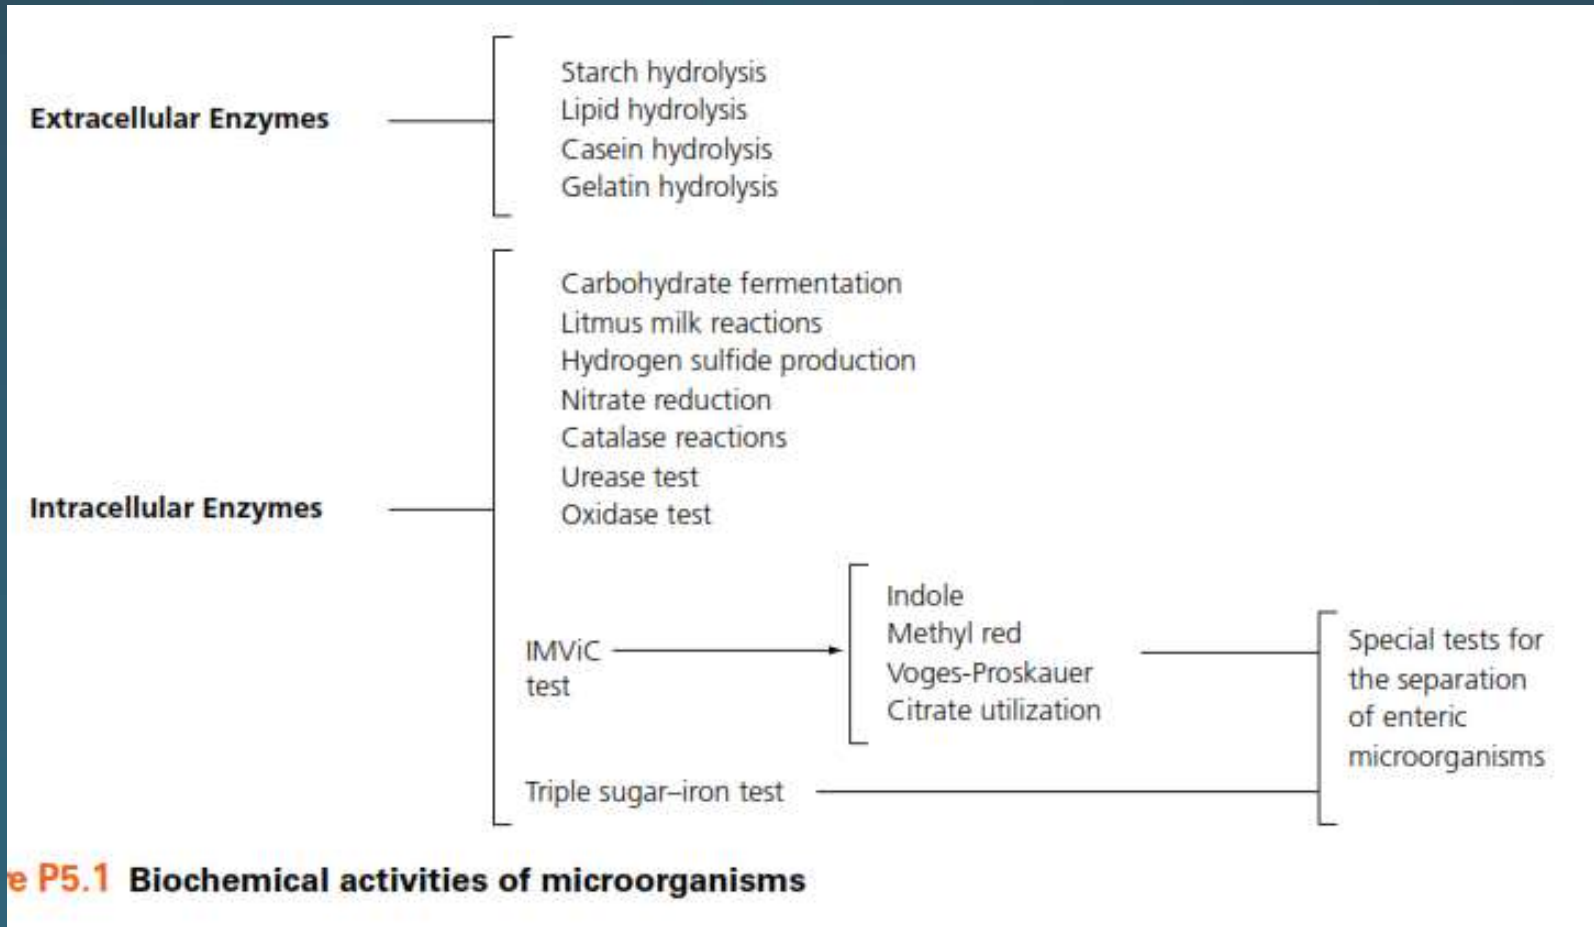 Extracellular Enzymes
Starch hydrolysis
Lipid hydrolysis
Casein hydrolysis
Gelatin hydrolysis
Intracellular Enzymes
Carbohydrate fermentation
Litmus milk reactions
Hydrogen sulfide production
Nitrate reduction
Catalase reactions
Urease test
Oxidase test
IMViC
test
Indole
Methyl red
Voges-Proskauer
Citrate utilization
Special tests for
the separation
of enteric
microorganisms
Triple sugar–iron test
e P5.1 Biochemical activities of microorganisms